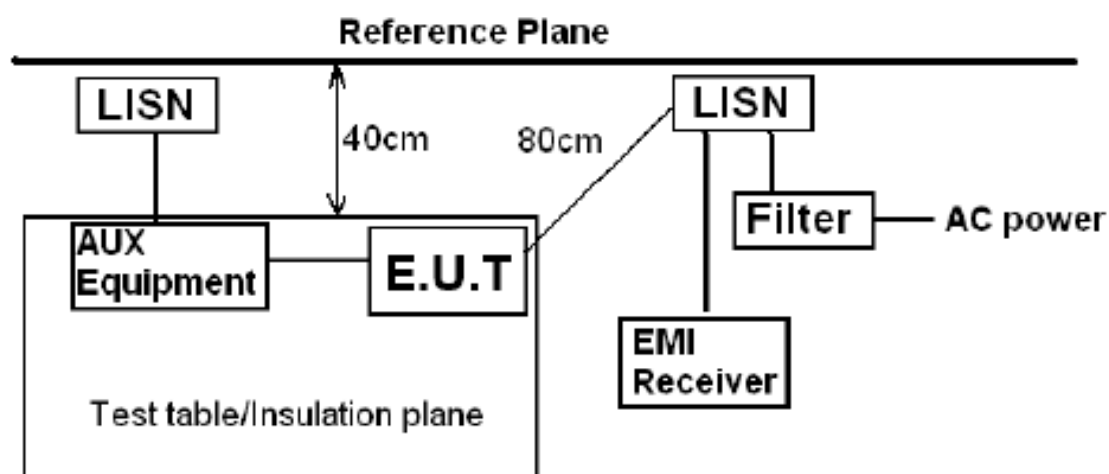 Reference Plane
LISN
40cm
80cm
LISN
AUX
Equipment
E.U.T
Filter
AC power
EMI
Receiver
Test table/Insulation plane